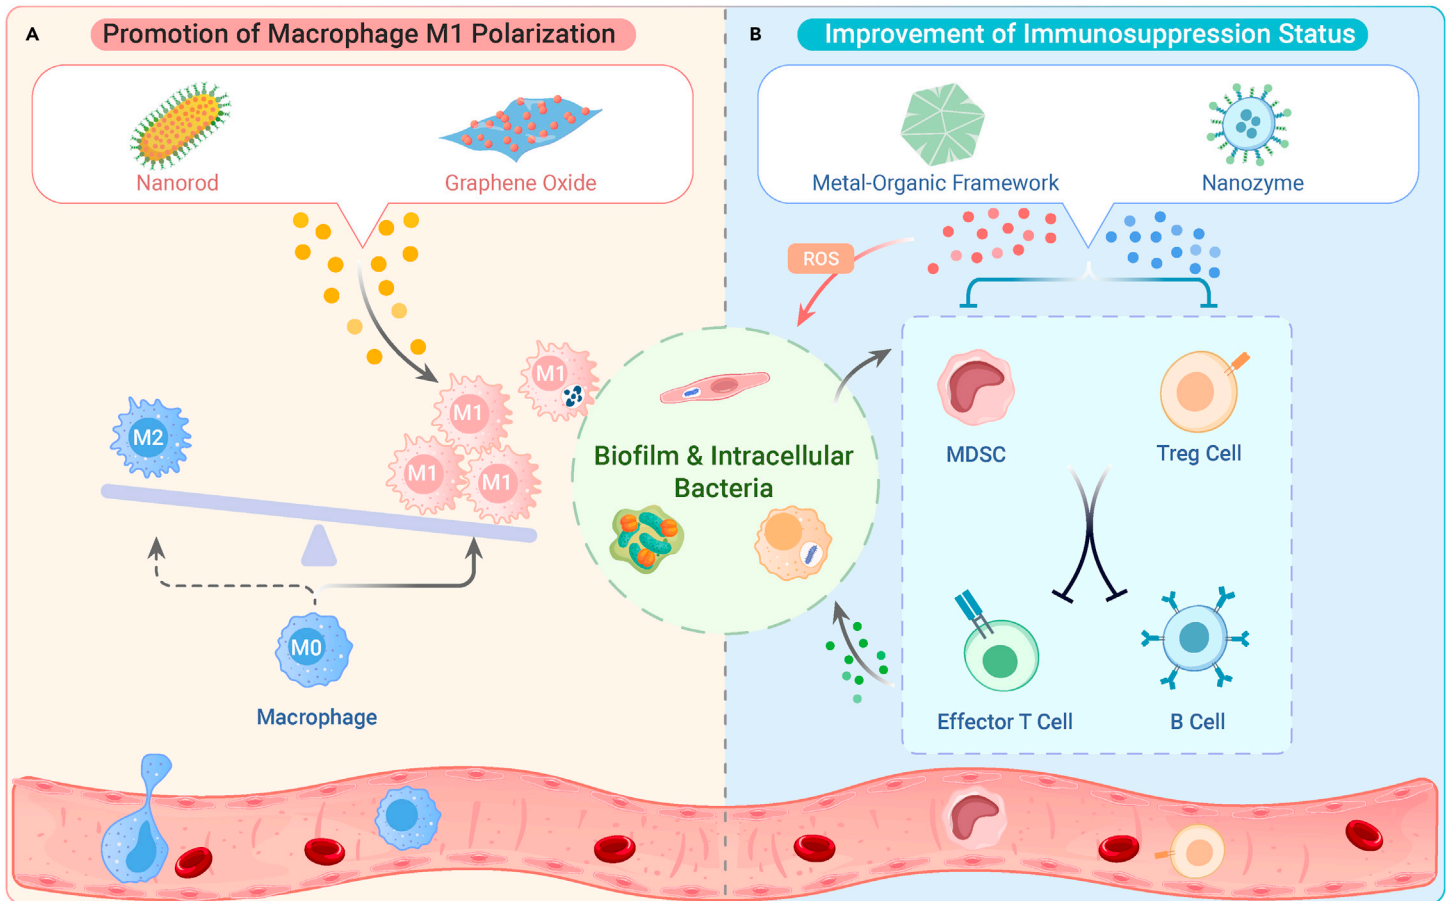 A
Promotion of Macrophage M1 Polarization
Nanorod
Graphene Oxide
M1
M1
M2
M1
M1
M0
Macrophage
B
Improvement of Immunosuppression Status
Metal-Organic Framework
Nanozyme
ROS
Biofilm & Intracellular
Bacteria
MDSC
Treg Cell
Effector T Cell
B Cell